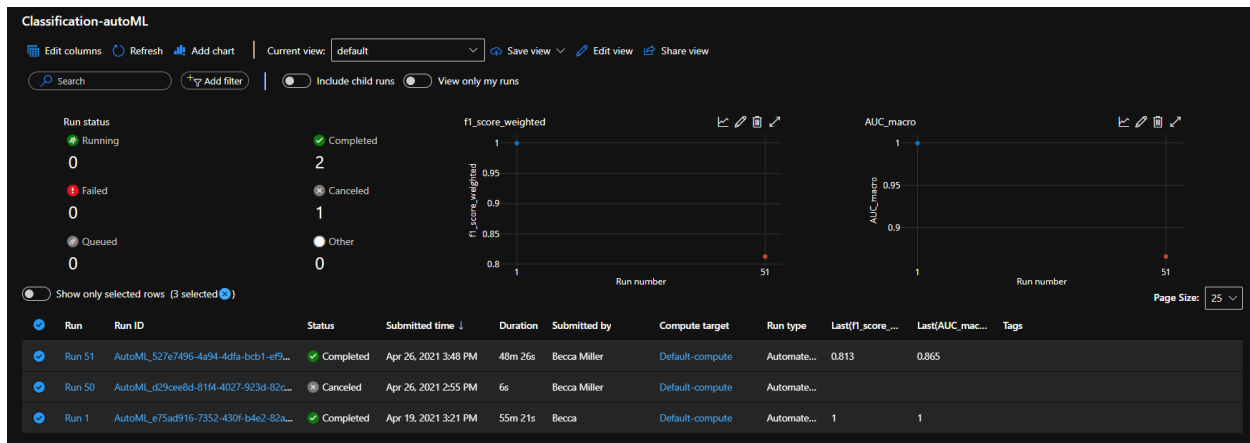 Classification-autoML
Edit columns Refresh Add chart Current view: default Save view Edit view Share view
Search Add filter Include child runs View only my runs
Run status
Running Completed
0 2
Failed Canceled
0 1
Queued Other
0 0
f1_score_weighted
f1_score_weighted
1
0.95
0.9
0.85
0.8
1 51
Run number
AUC_macro
AUC_macro
1
0.95
0.9
1 51
Run number
Show only selected rows (3 selected)
Page Size: 25
Run Run ID Status Submitted time ↓ Duration Submitted by Compute target Run type Last(f1_score_... Last(AUC_mac... Tags
Run 51 AutoML_527e7496-4a94-4dfa-bcb1-ef9... Completed Apr 26, 2021 3:48 PM 48m 26s Becca Miller Default-compute Automate... 0.813 0.865
Run 50 AutoML_d29cee8d-81f4-4027-923d-82c... Canceled Apr 26, 2021 2:55 PM 6s Becca Miller Default-compute Automate...
Run 1 AutoML_e75ad916-7352-430f-b4e2-82a... Completed Apr 19, 2021 3:21 PM 55m 21s Becca Default-compute Automate... 1 1